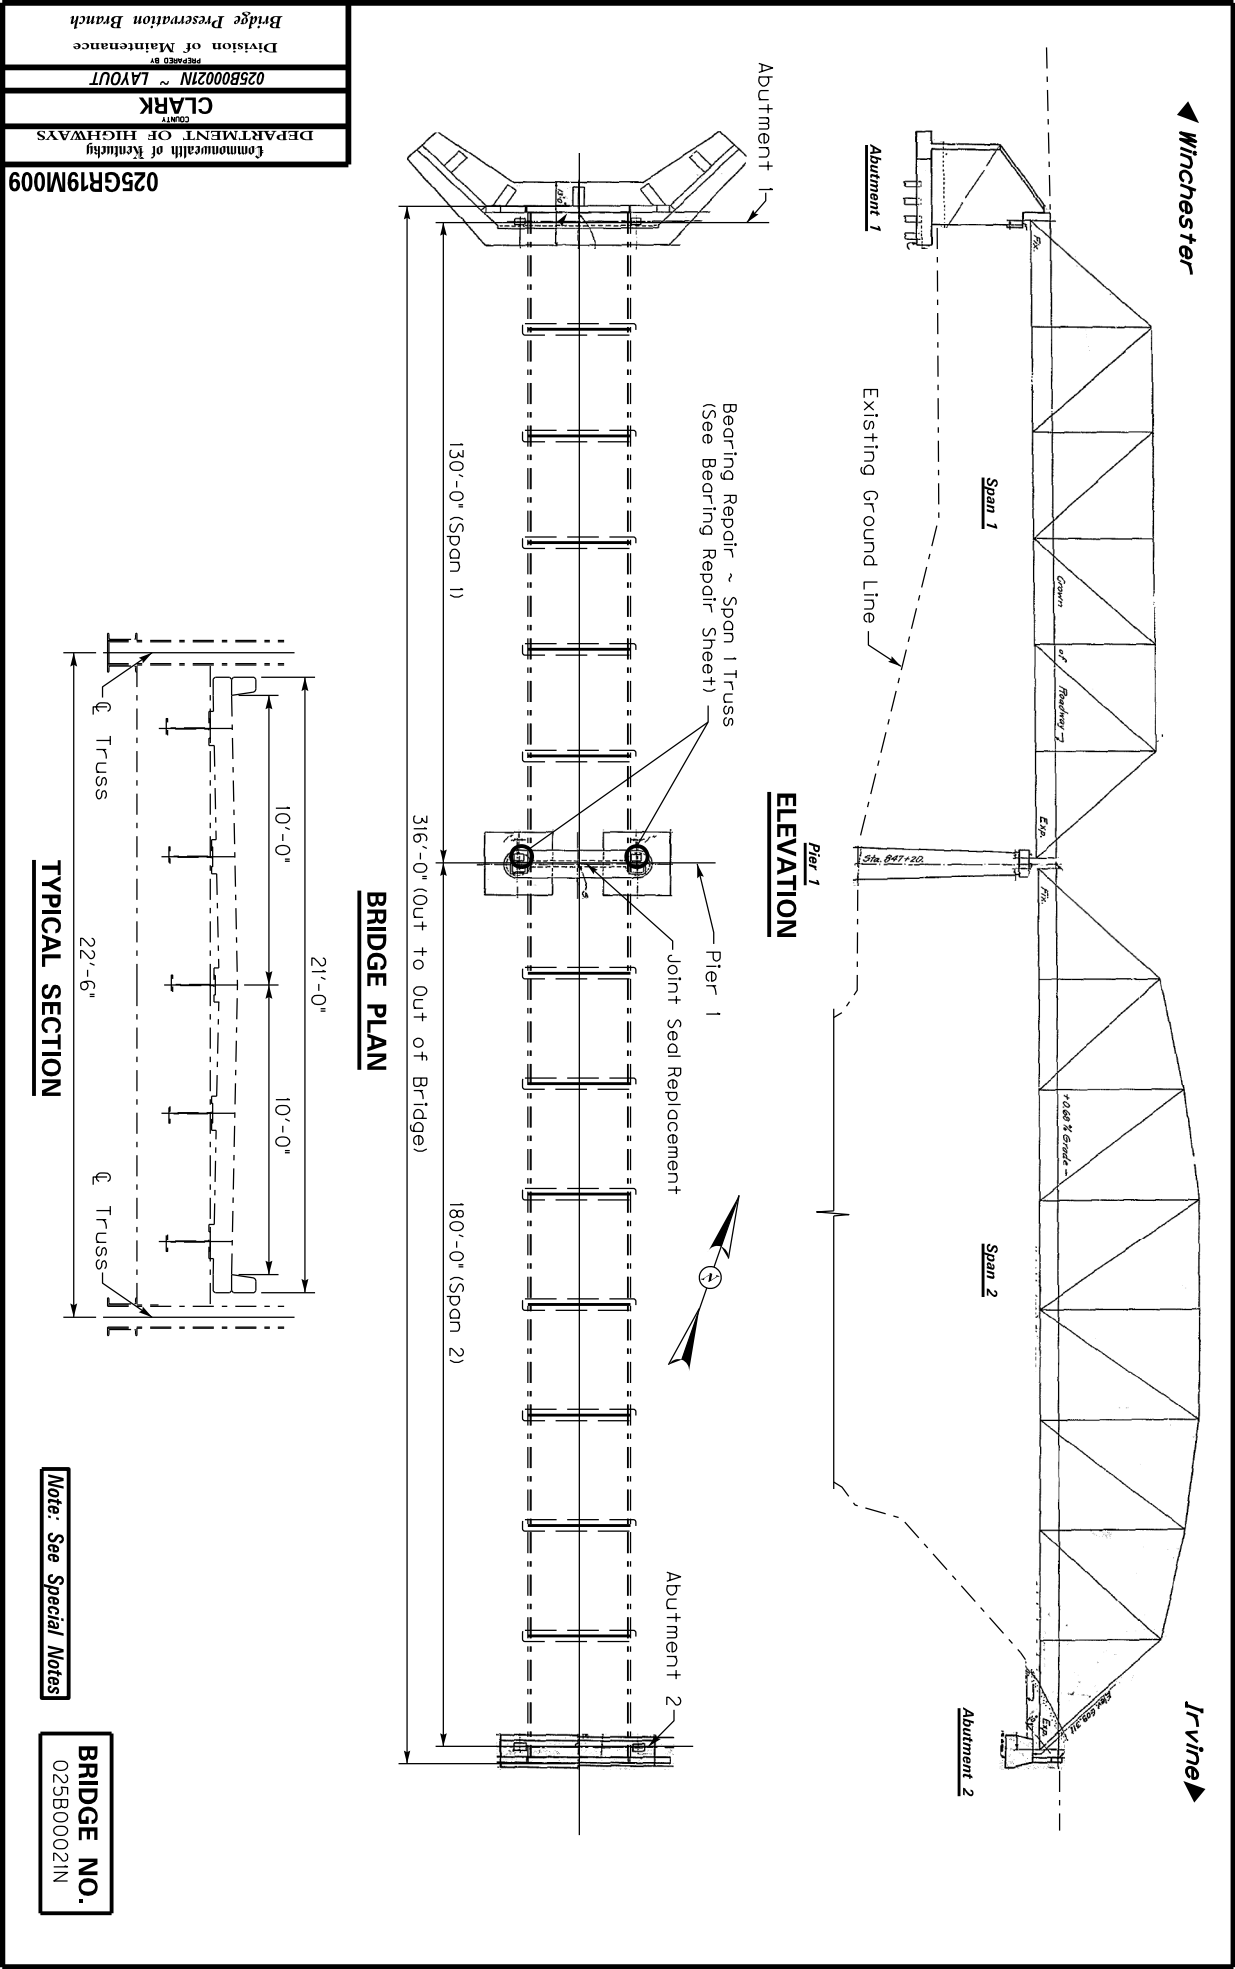 Winchester
Irvine
Abutment 1
Span 1
Fix.
Crown of Roadway
Exp.
Existing Ground Line
Sta. 847+20.
Pier 1
Fix.
+0.68 % Grade
Span 2
Elev. 609.311
Exp.
Abutment 2
ELEVATION
Abutment 1
Bearing Repair ~ Span 1 Truss
(See Bearing Repair Sheet)
Pier 1
Joint Seal Replacement
N
Abutment 2
130'-0" (Span 1)
180'-0" (Span 2)
316'-0" (Out to Out of Bridge)
BRIDGE PLAN
21'-0"
10'-0"
10'-0"
℄ Truss
℄ Truss
22'-6"
TYPICAL SECTION
Note: See Special Notes
BRIDGE NO.
025B00021N
025GR19M009
Commonwealth of Kentucky
DEPARTMENT OF HIGHWAYS
COUNTY
CLARK
025B00021N ~ LAYOUT
PREPARED BY
Division of Maintenance
Bridge Preservation Branch